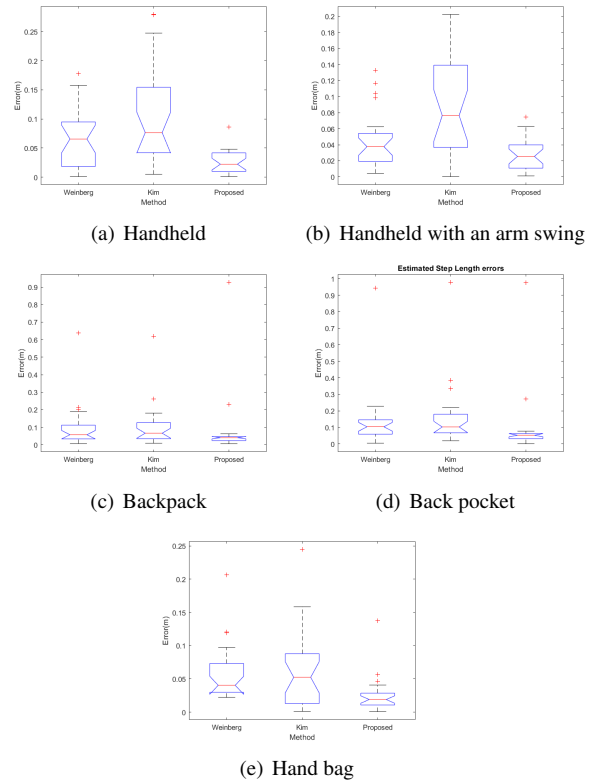 0.25
0.2
0.15
0.1
0.05
0
Error(m)
Weinberg Kim Proposed
Method
(a) Handheld
0.2
0.18
0.16
0.14
0.12
0.1
0.08
0.06
0.04
0.02
0
Error(m)
Weinberg Kim Proposed
Method
(b) Handheld with an arm swing
0.9
0.8
0.7
0.6
0.5
0.4
0.3
0.2
0.1
0
Error(m)
Weinberg Kim Proposed
Method
(c) Backpack
Estimated Step Length errors
1
0.9
0.8
0.7
0.6
0.5
0.4
0.3
0.2
0.1
0
Error(m)
Weinberg Kim Proposed
Method
(d) Back pocket
0.25
0.2
0.15
0.1
0.05
0
Error(m)
Weinberg Kim Proposed
Method
(e) Hand bag